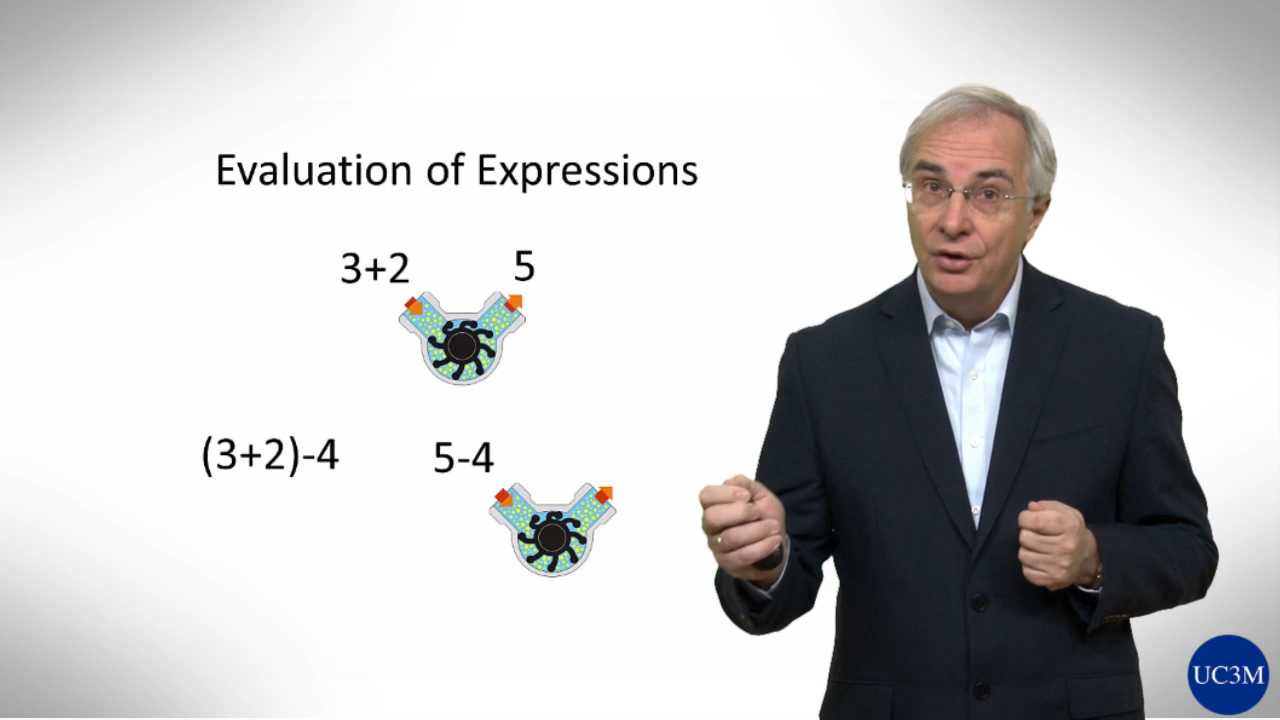 Evaluation of Expressions
3+2 5
(3+2)-4 5-4
UC3M